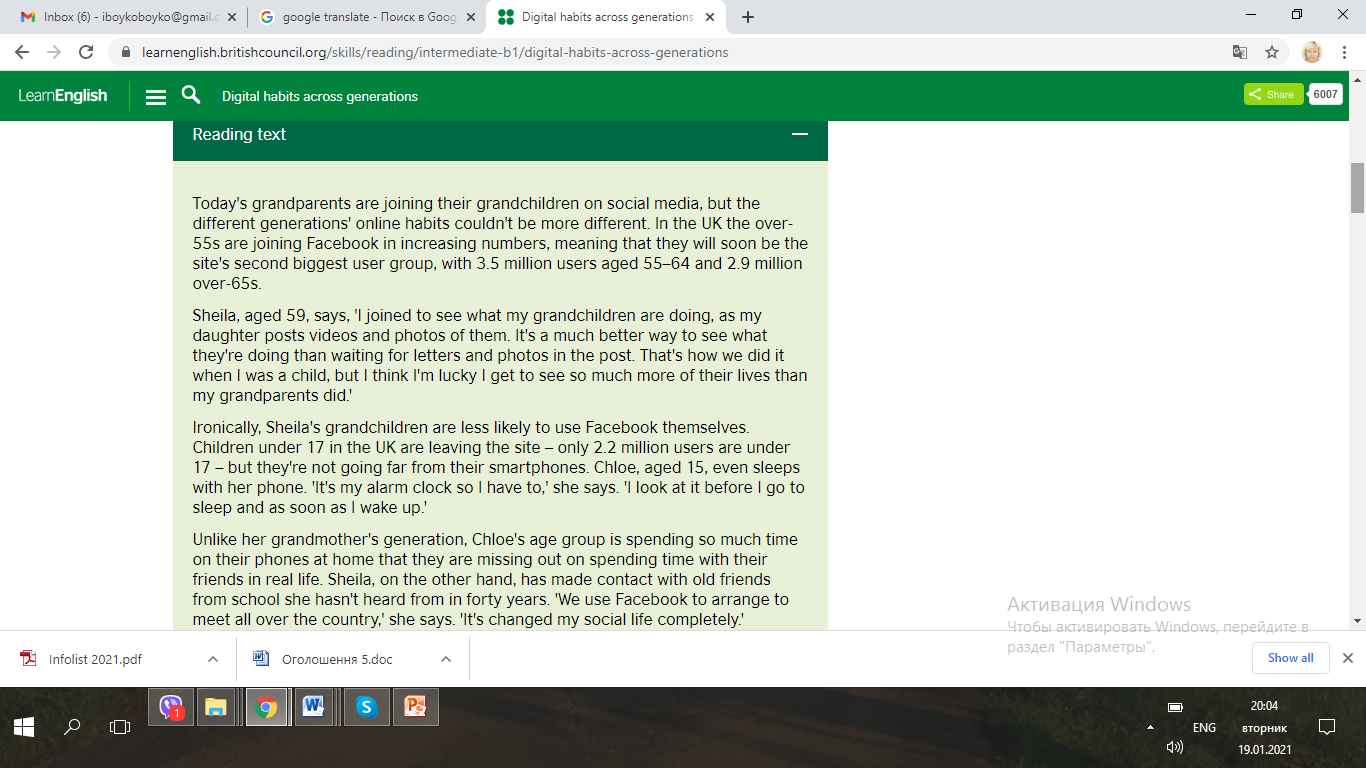 Inbox (6) - iboykoboyko@gmail.c
google translate - Поиск в Goog
Digital habits across generations
learnenglish.britishcouncil.org/skills/reading/intermediate-b1/digital-habits-across-generations
LearnEnglish
Digital habits across generations
Share
6007
Reading text
Today's grandparents are joining their grandchildren on social media, but the
different generations' online habits couldn't be more different. In the UK the over-
55s are joining Facebook in increasing numbers, meaning that they will soon be the
site's second biggest user group, with 3.5 million users aged 55–64 and 2.9 million
over-65s.
Sheila, aged 59, says, 'I joined to see what my grandchildren are doing, as my
daughter posts videos and photos of them. It's a much better way to see what
they're doing than waiting for letters and photos in the post. That's how we did it
when I was a child, but I think I'm lucky I get to see so much more of their lives than
my grandparents did.'
Ironically, Sheila's grandchildren are less likely to use Facebook themselves.
Children under 17 in the UK are leaving the site – only 2.2 million users are under
17 – but they're not going far from their smartphones. Chloe, aged 15, even sleeps
with her phone. 'It's my alarm clock so I have to,' she says. 'I look at it before I go to
sleep and as soon as I wake up.'
Unlike her grandmother's generation, Chloe's age group is spending so much time
on their phones at home that they are missing out on spending time with their
friends in real life. Sheila, on the other hand, has made contact with old friends
from school she hasn't heard from in forty years. 'We use Facebook to arrange to
meet all over the country,' she says. 'It's changed my social life completely.'
Активация Windows
Чтобы активировать Windows, перейдите в
раздел "Параметры".
Infolist 2021.pdf
Оголошення 5.doc
Show all
1
ENG
20:04
вторник
19.01.2021